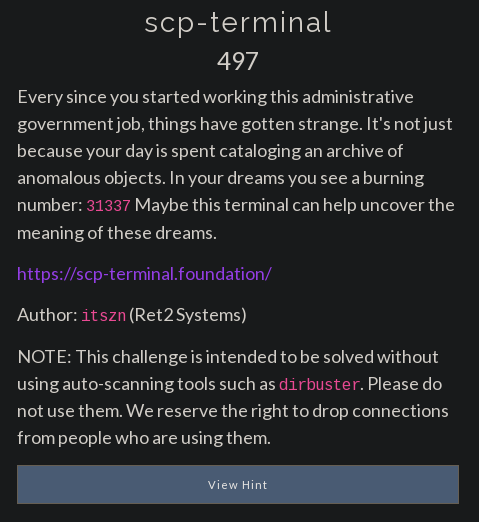 scp-terminal
497
Every since you started working this administrative
government job, things have gotten strange. It's not just
because your day is spent cataloging an archive of
anomalous objects. In your dreams you see a burning
number: 31337 Maybe this terminal can help uncover the
meaning of these dreams.
https://scp-terminal.foundation/
Author: itszn (Ret2 Systems)
NOTE: This challenge is intended to be solved without
using auto-scanning tools such as dirbuster. Please do
not use them. We reserve the right to drop connections
from people who are using them.
View Hint